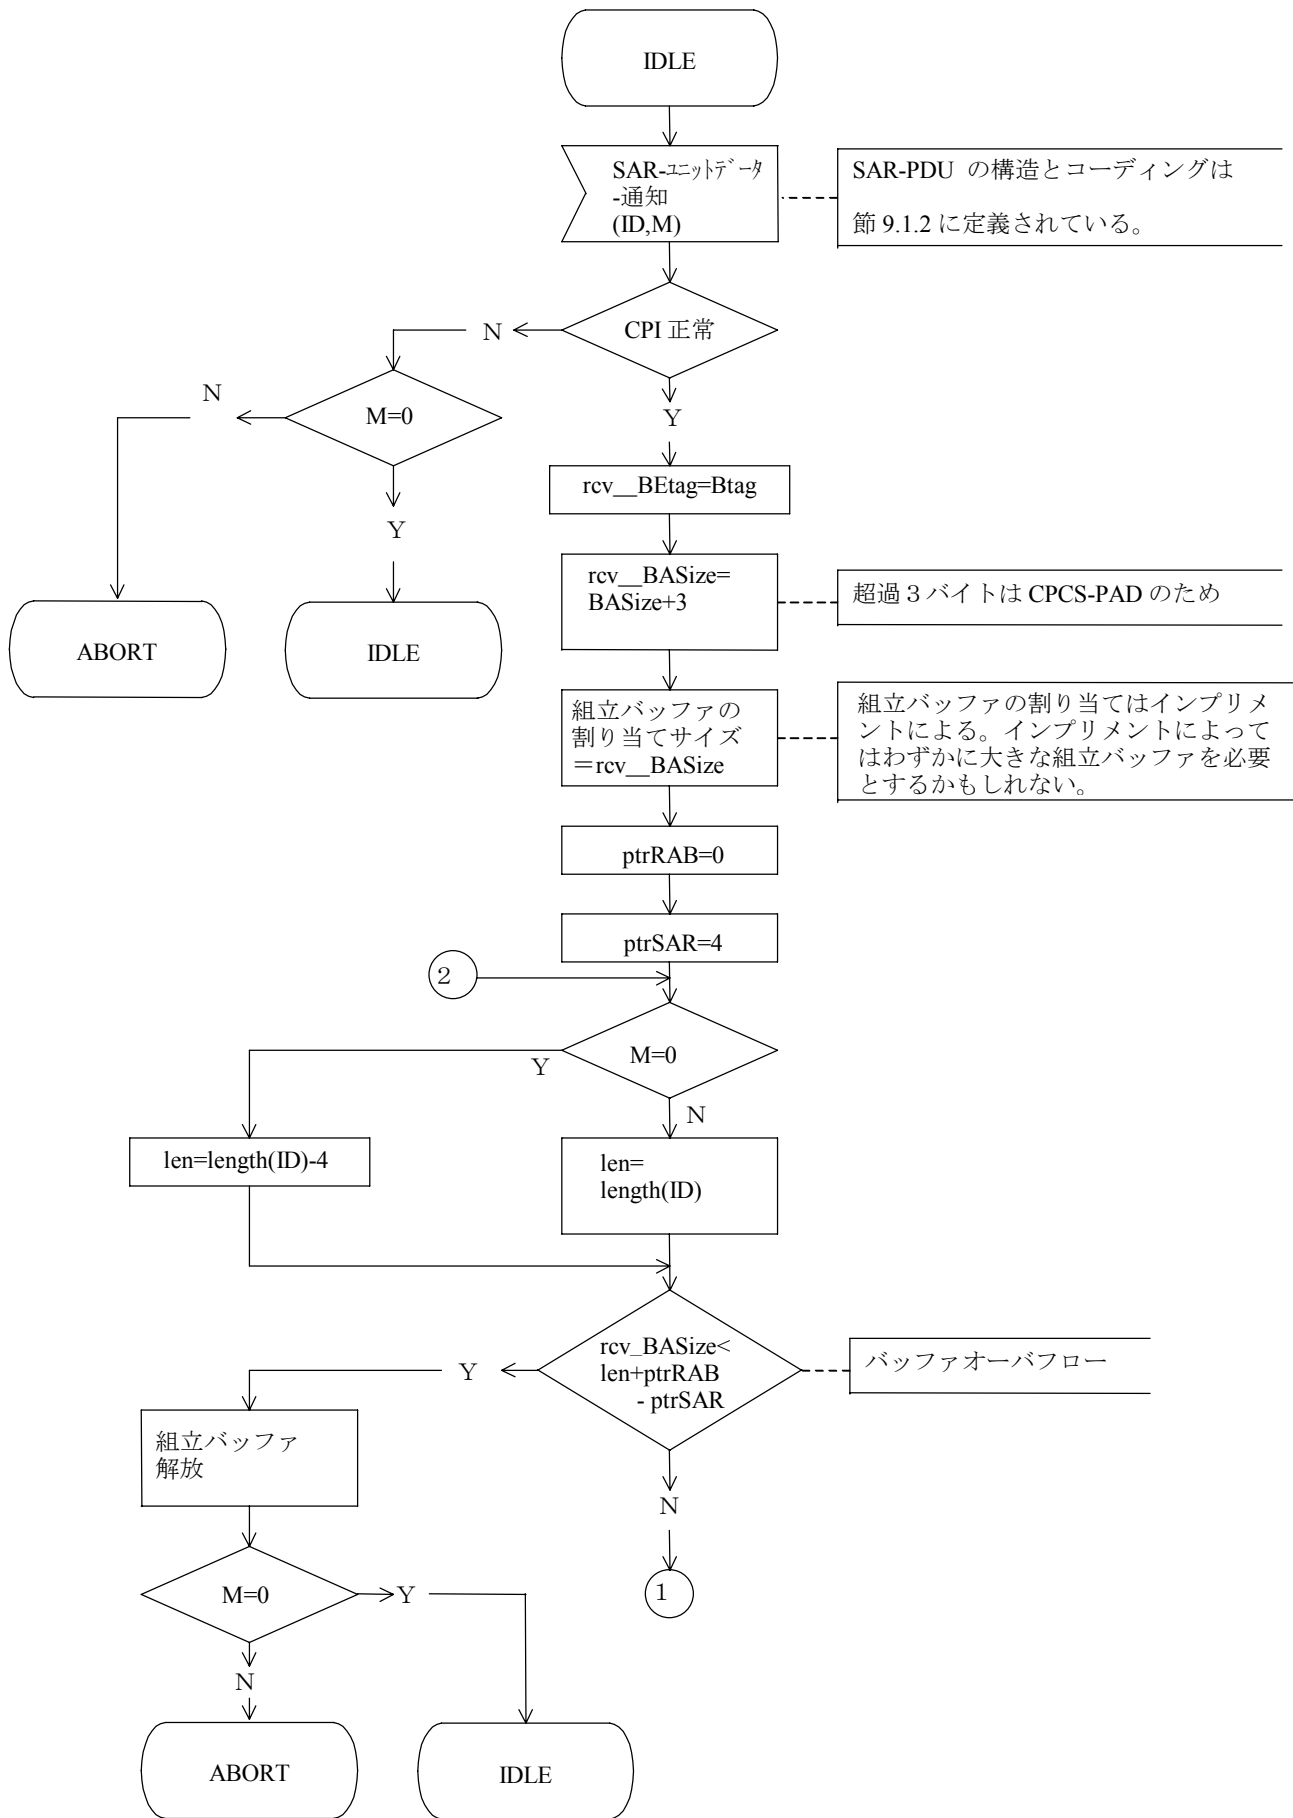 IDLE
SAR-ユニットデータ
-通知
(ID,M)
SAR-PDU の構造とコーディングは
節 9.1.2 に定義されている。
CPI 正常
N
Y
M=0
N
Y
ABORT
IDLE
rcv__BEtag=Btag
rcv__BASize=
BASize+3
超過３バイトは CPCS-PAD のため
組立バッファの
割り当てサイズ
＝rcv__BASize
組立バッファの割り当てはインプリメ
ントによる。インプリメントによって
はわずかに大きな組立バッファを必要
とするかもしれない。
ptrRAB=0
ptrSAR=4
2
M=0
Y
N
len=length(ID)-4
len=
length(ID)
rcv_BASize<
len+ptrRAB
- ptrSAR
バッファオーバフロー
Y
N
組立バッファ
解放
1
M=0
Y
N
ABORT
IDLE